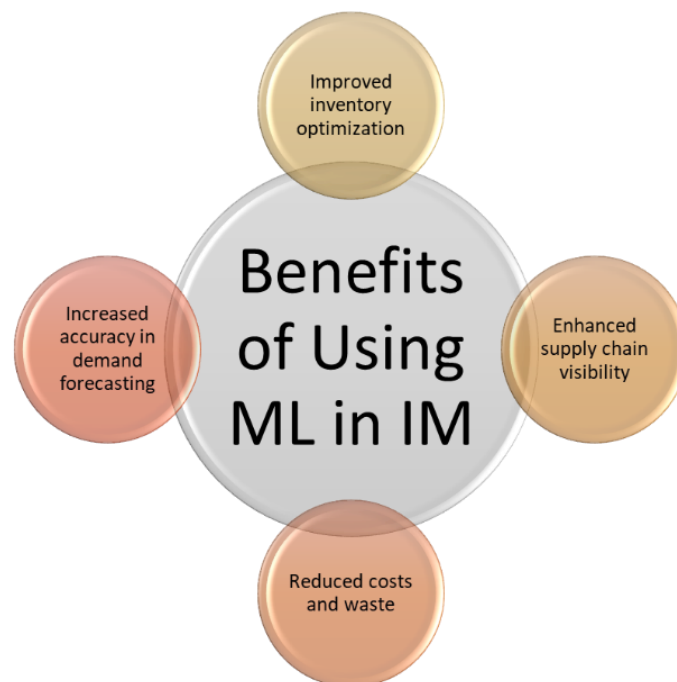 Improved
inventory
optimization
Benefits
of Using
ML in IM
Increased
accuracy in
demand
forecasting
Enhanced
supply chain
visibility
Reduced costs
and waste